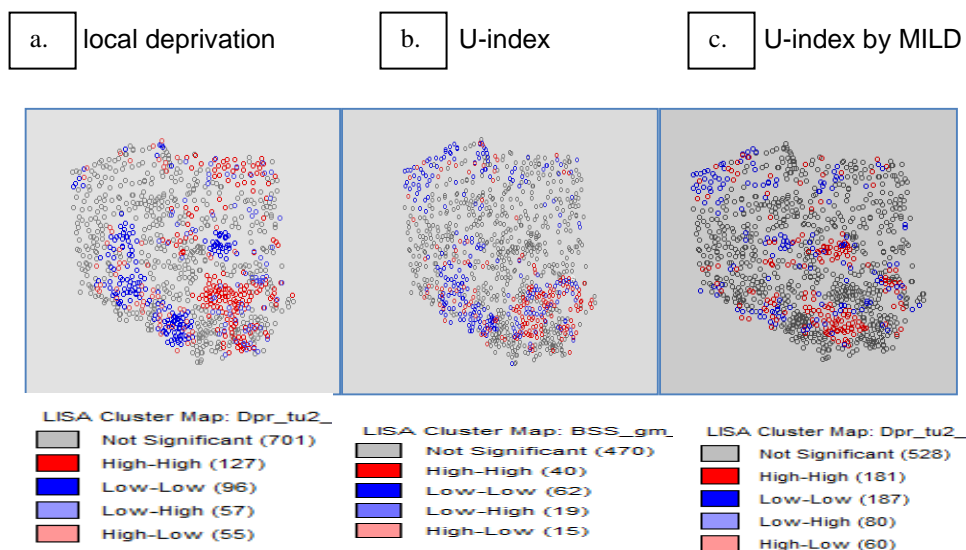 a. local deprivation
b. U-index
c. U-index by MILD
LISA Cluster Map: Dpr_tu2_
Not Significant (701)
High-High (127)
Low-Low (96)
Low-High (57)
High-Low (55)
LISA Cluster Map: BSS_gm_
Not Significant (470)
High-High (40)
Low-Low (62)
Low-High (19)
High-Low (15)
LISA Cluster Map: Dpr_tu2_
Not Significant (528)
High-High (181)
Low-Low (187)
Low-High (80)
High-Low (60)